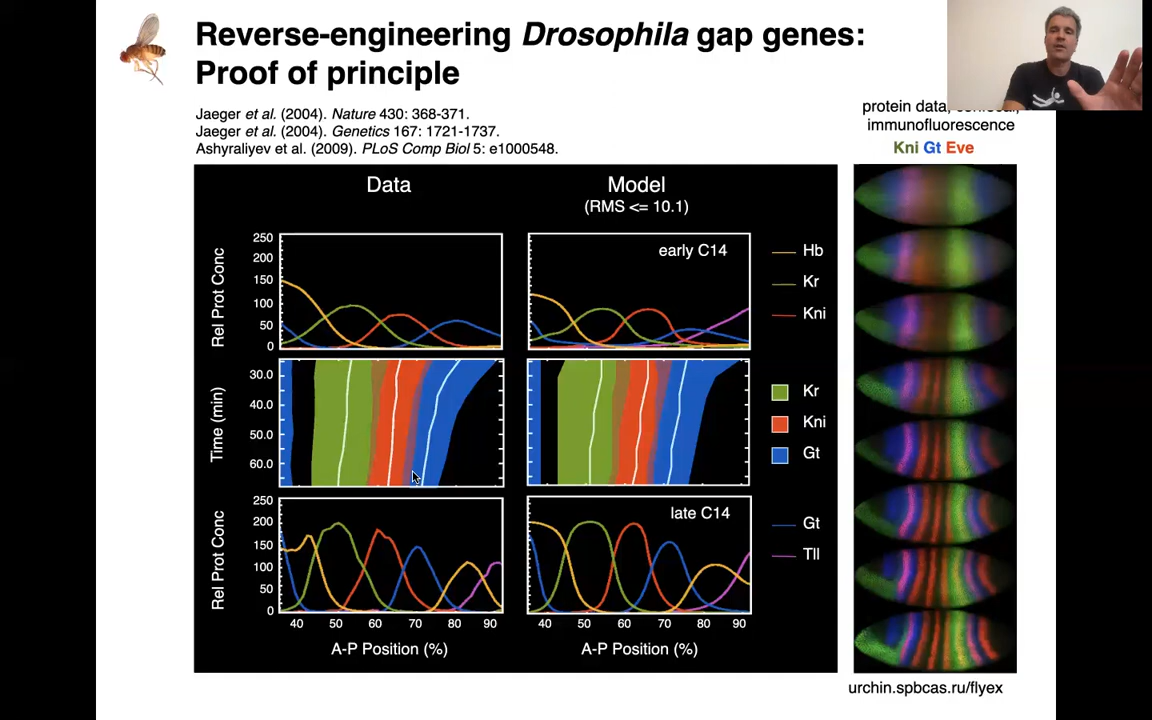 Reverse-engineering Drosophila gap genes:
Proof of principle
Jaeger et al. (2004). Nature 430: 368-371.
Jaeger et al. (2004). Genetics 167: 1721-1737.
Ashyraliyev et al. (2009). PLoS Comp Biol 5: e1000548.
protein data,
immunofluorescence
Kni Gt Eve
Data
Model
(RMS <= 10.1)
Rel Prot Conc
250
200
150
100
50
0
early C14
Hb
Kr
Kni
Time (min)
30.0
40.0
50.0
60.0
Kr
Kni
Gt
Rel Prot Conc
250
200
150
100
50
0
late C14
Gt
Tll
40 50 60 70 80 90
40 50 60 70 80 90
A-P Position (%)
A-P Position (%)
urchin.spbcas.ru/flyex